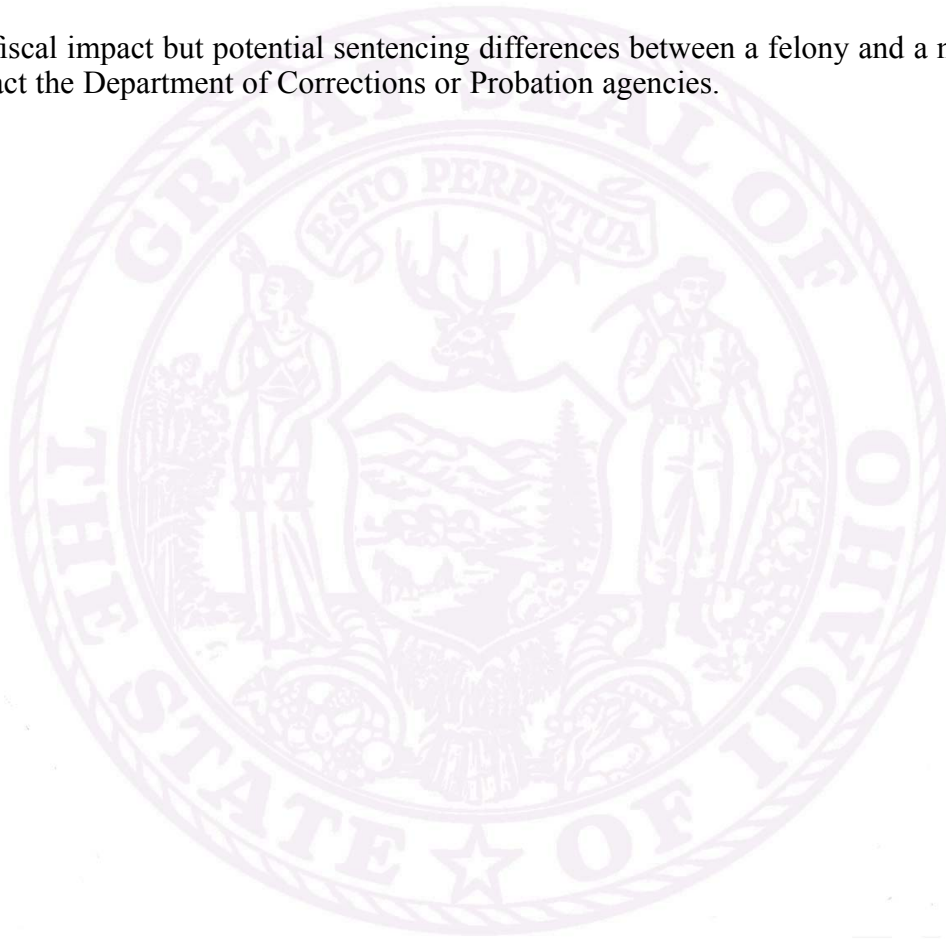 fiscal impact but potential sentencing differences between a felony and a
act the Department of Corrections or Probation agencies.
GREAT SEAL OF
ESTO PERPETUA
THE STATE OF IDAHO